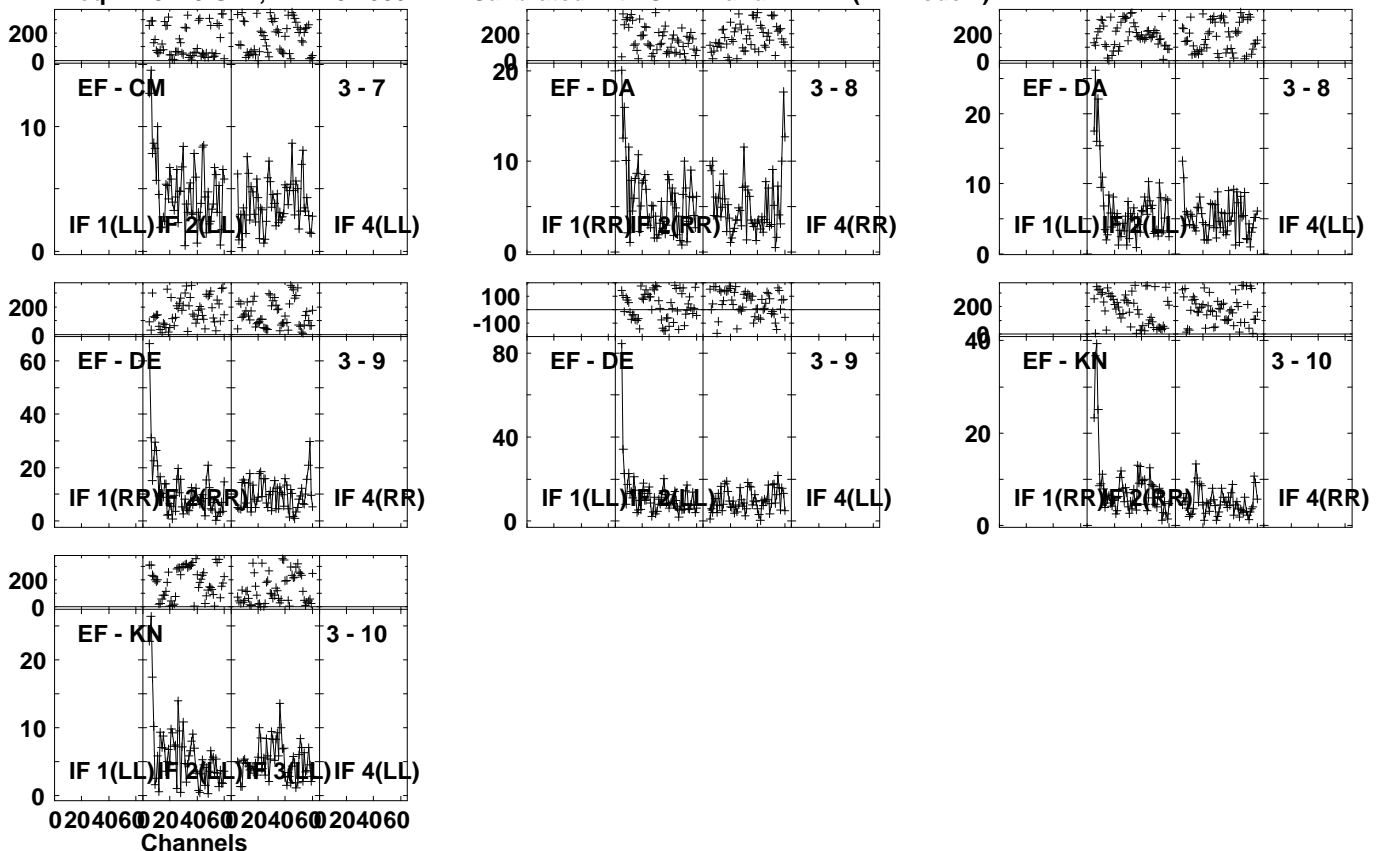 200
0
EF - CM
3 - 7
10
0
IF 1(LL) IF 2(LL) IF 4(LL)
200
0
20
EF - DA
3 - 8
10
0
IF 1(RR) IF 2(RR) IF 4(RR)
200
0
EF - DA
3 - 8
20
10
0
IF 1(LL) IF 2(LL) IF 4(LL)
200
0
60
EF - DE
3 - 9
40
20
0
IF 1(RR) IF 2(RR) IF 4(RR)
100
-100
80
EF - DE
3 - 9
40
0
IF 1(LL) IF 2(LL) IF 4(LL)
200
0
40
EF - KN
3 - 10
20
0
IF 1(RR) IF 2(RR) IF 4(RR)
200
0
EF - KN
3 - 10
20
10
0
IF 1(LL) IF 2(LL) IF 3(LL) IF 4(LL)
0 20 40 60 0 20 40 60 0 20 40 60 0 20 40 60
Channels